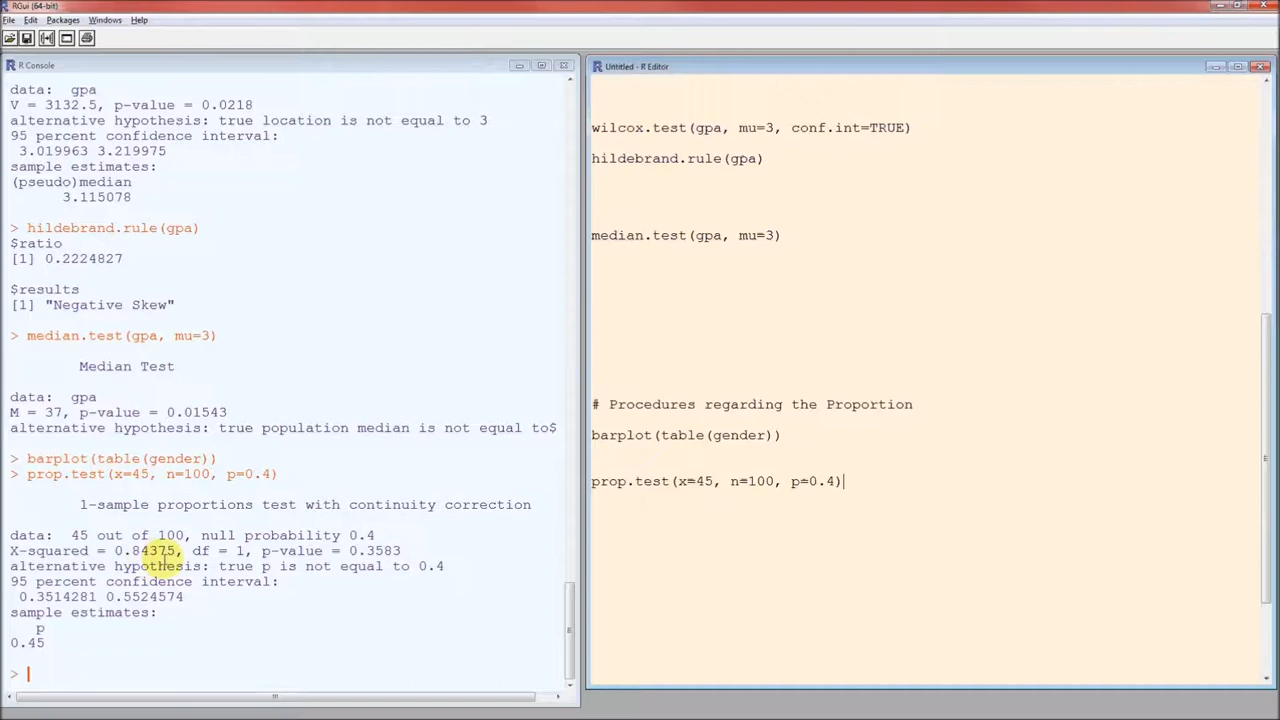 RGui (64-bit)
File Edit Packages Windows Help
R Console
data:  gpa
V = 3132.5, p-value = 0.0218
alternative hypothesis: true location is not equal to 3
95 percent confidence interval:
 3.019963 3.219975
sample estimates:
(pseudo)median
      3.115078
> hildebrand.rule(gpa)
$ratio
[1] 0.2224827
$results
[1] "Negative Skew"
> median.test(gpa, mu=3)
        Median Test
data:  gpa
M = 37, p-value = 0.01543
alternative hypothesis: true population median is not equal to$
> barplot(table(gender))
> prop.test(x=45, n=100, p=0.4)
        1-sample proportions test with continuity correction
data:  45 out of 100, null probability 0.4
X-squared = 0.84375, df = 1, p-value = 0.3583
alternative hypothesis: true p is not equal to 0.4
95 percent confidence interval:
 0.3514281 0.5524574
sample estimates:
   p
0.45
>
Untitled - R Editor
wilcox.test(gpa, mu=3, conf.int=TRUE)
hildebrand.rule(gpa)
median.test(gpa, mu=3)
# Procedures regarding the Proportion
barplot(table(gender))
prop.test(x=45, n=100, p=0.4)